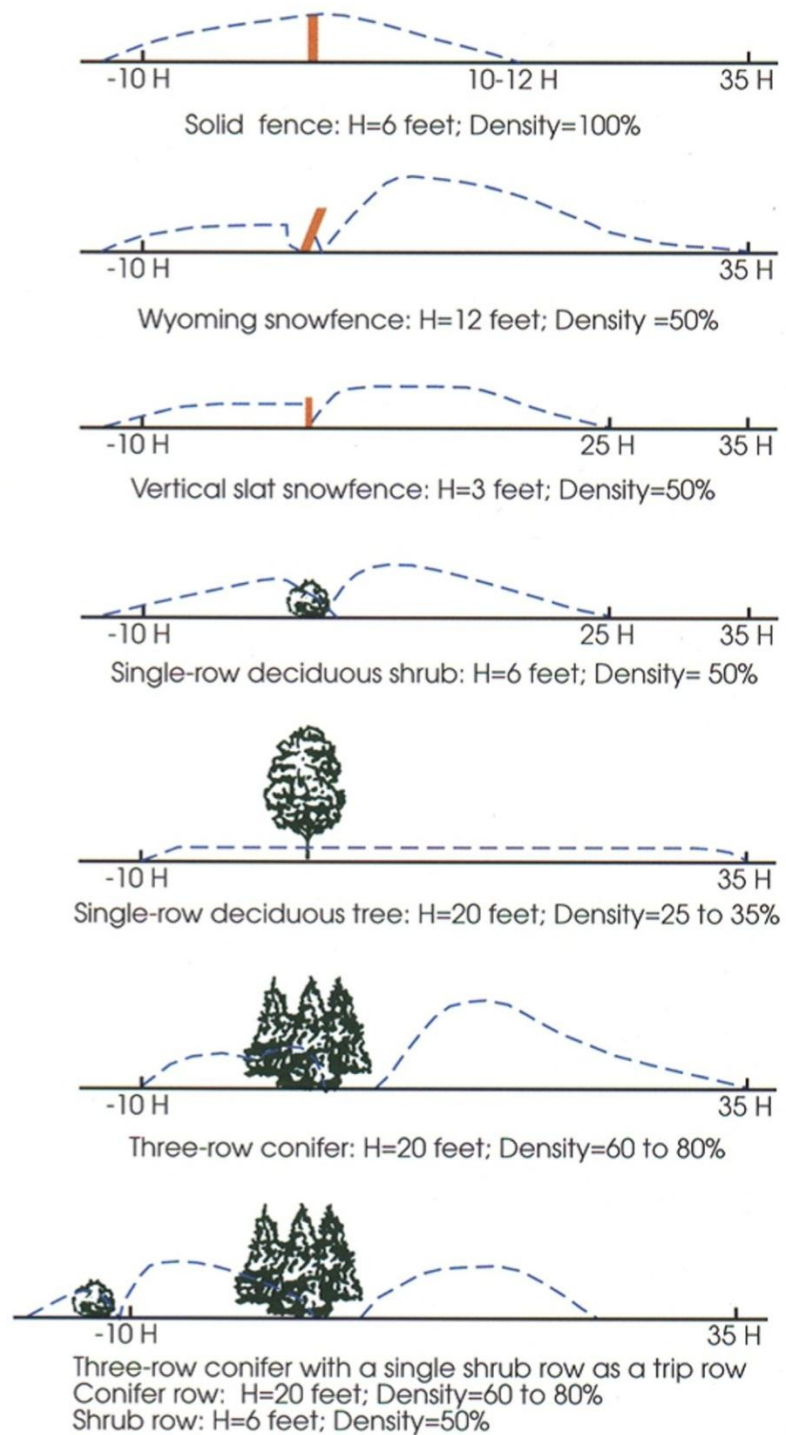 -10 H 10-12 H 35 H
Solid fence: H=6 feet; Density=100%
-10 H 35 H
Wyoming snowfence: H=12 feet; Density =50%
-10 H 25 H 35 H
Vertical slat snowfence: H=3 feet; Density=50%
-10 H 25 H 35 H
Single-row deciduous shrub: H=6 feet; Density= 50%
-10 H 35 H
Single-row deciduous tree: H=20 feet; Density=25 to 35%
-10 H 35 H
Three-row conifer: H=20 feet; Density=60 to 80%
-10 H 35 H
Three-row conifer with a single shrub row as a trip row
Conifer row: H=20 feet; Density=60 to 80%
Shrub row: H=6 feet; Density=50%